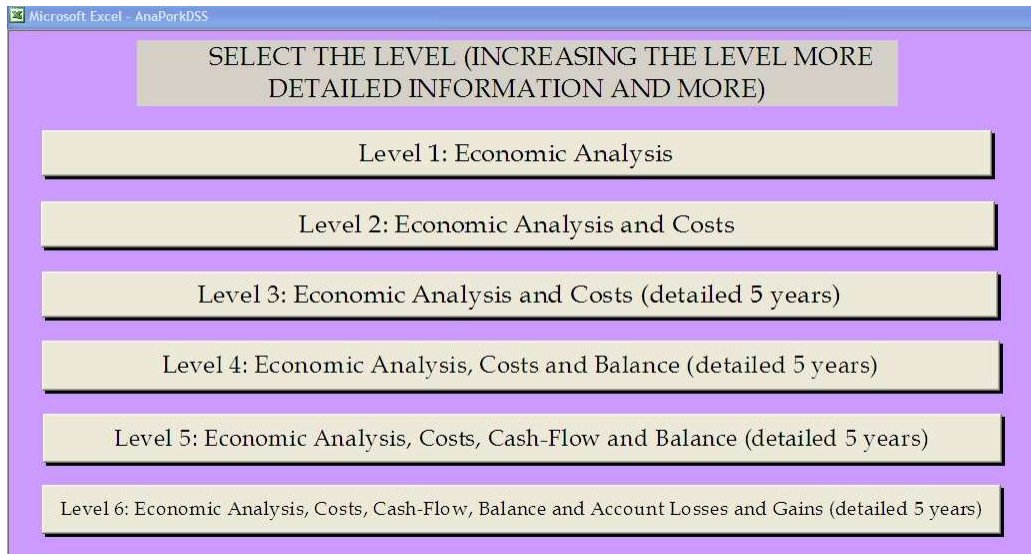 Microsoft Excel - AnaPorkDSS
SELECT THE LEVEL (INCREASING THE LEVEL MORE
DETAILED INFORMATION AND MORE)
Level 1: Economic Analysis
Level 2: Economic Analysis and Costs
Level 3: Economic Analysis and Costs (detailed 5 years)
Level 4: Economic Analysis, Costs and Balance (detailed 5 years)
Level 5: Economic Analysis, Costs, Cash-Flow and Balance (detailed 5 years)
Level 6: Economic Analysis, Costs, Cash-Flow, Balance and Account Losses and Gains (detailed 5 years)